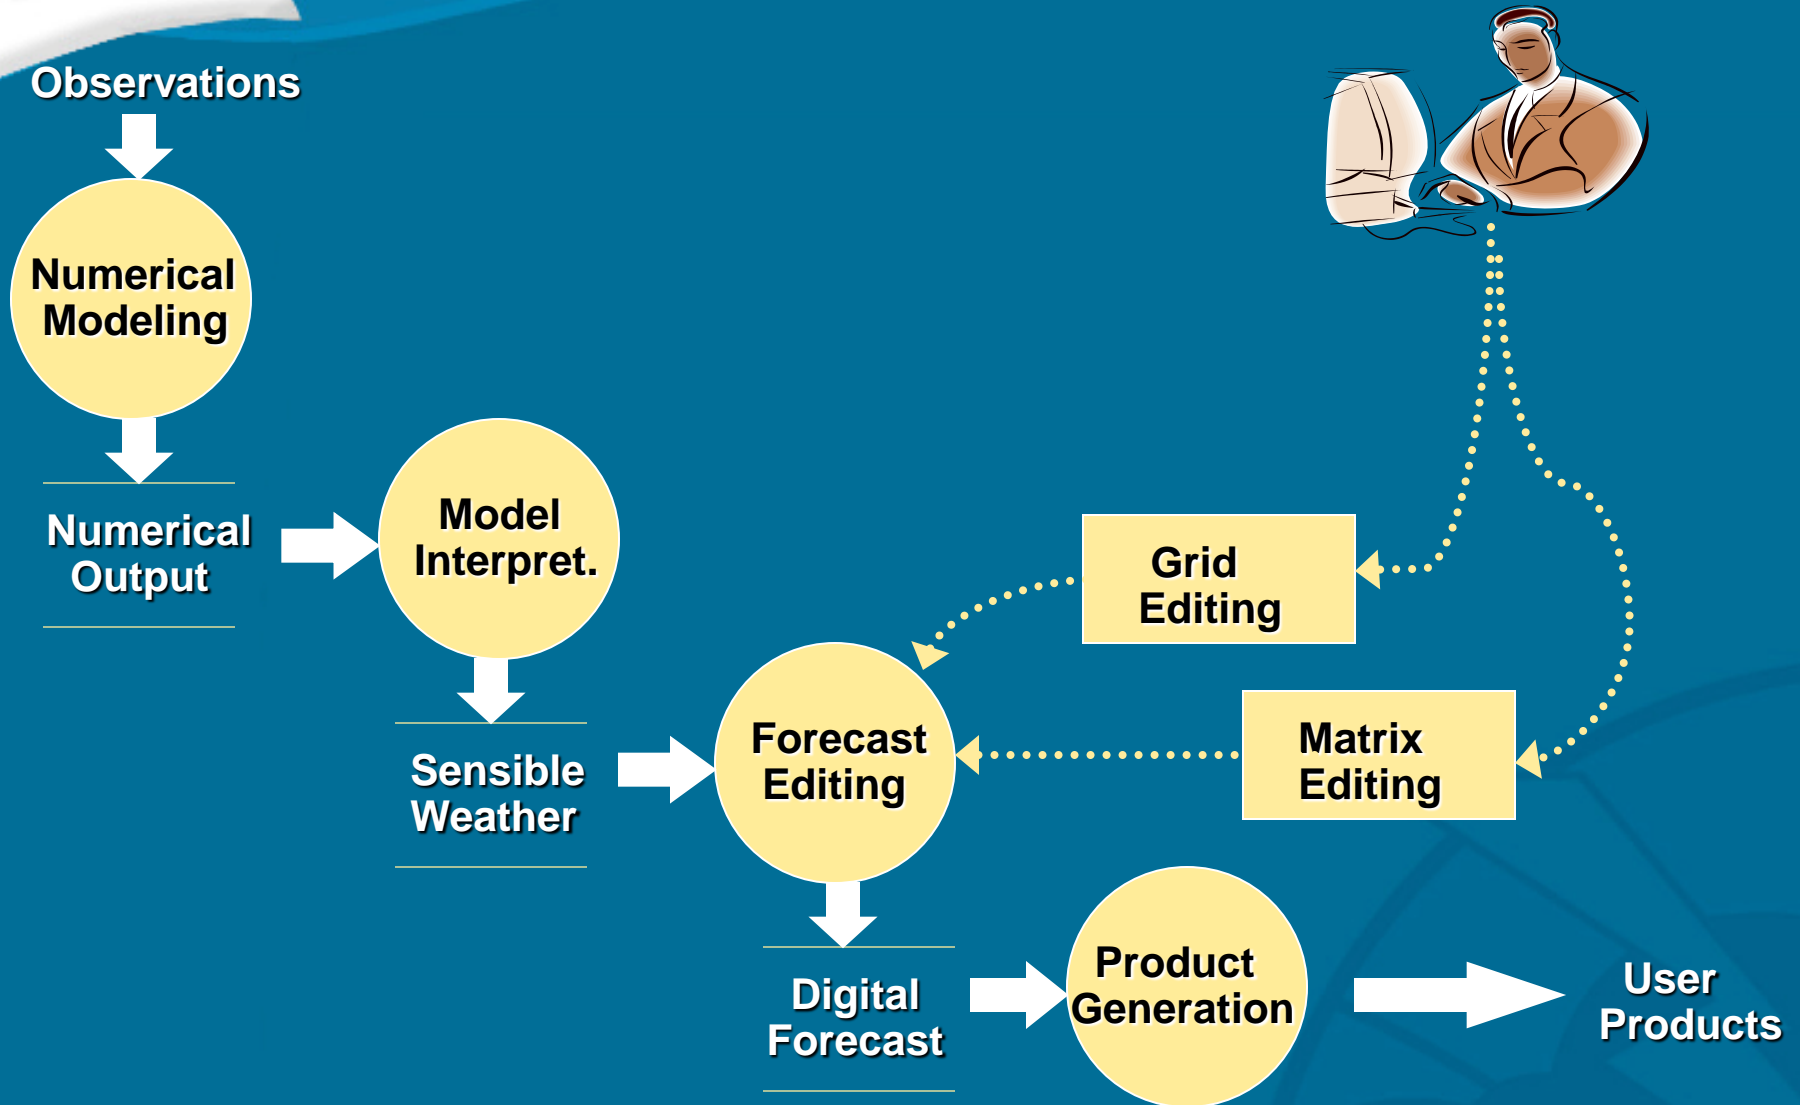 Observations
Numerical
Modeling
Numerical
Output
Model
Interpret.
Sensible
Weather
Forecast
Editing
Grid
Editing
Matrix
Editing
Digital
Forecast
Product
Generation
User
Products